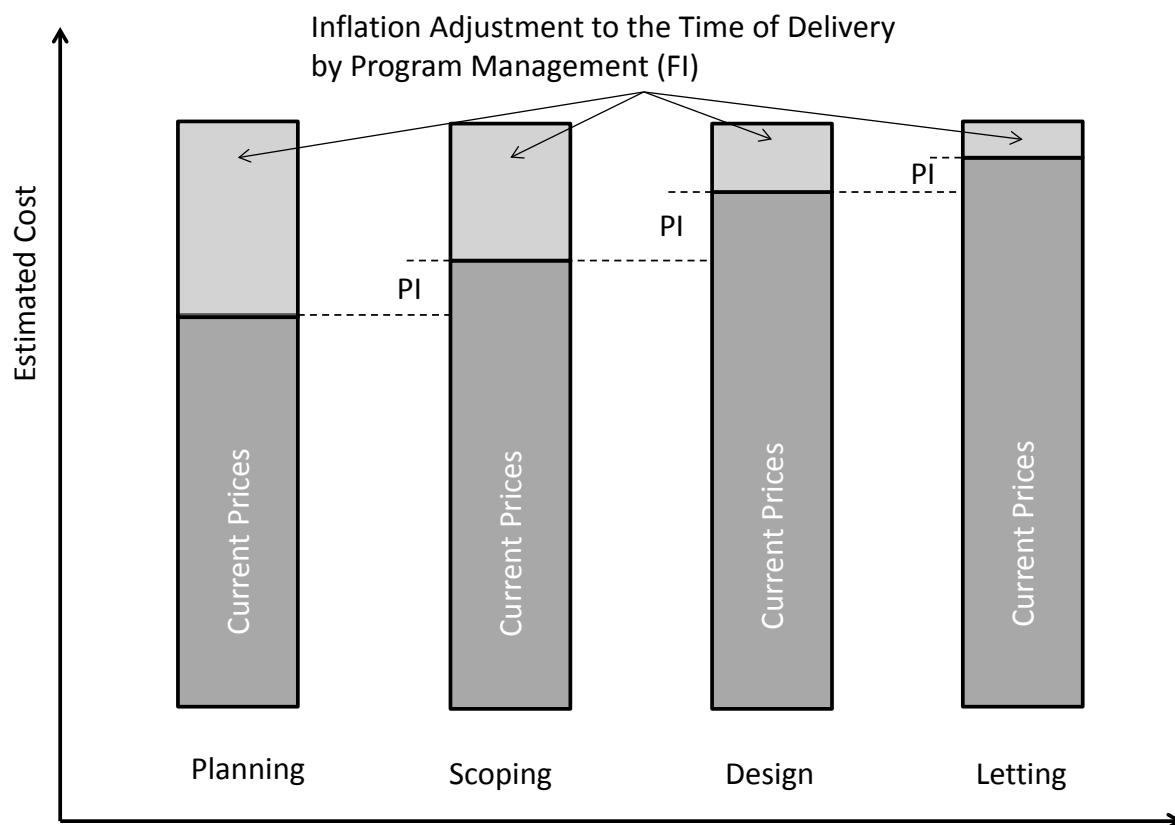 Inflation Adjustment to the Time of Delivery
by Program Management (FI)
Estimated Cost
PI
PI
PI
Current Prices
Current Prices
Current Prices
Current Prices
Planning
Scoping
Design
Letting